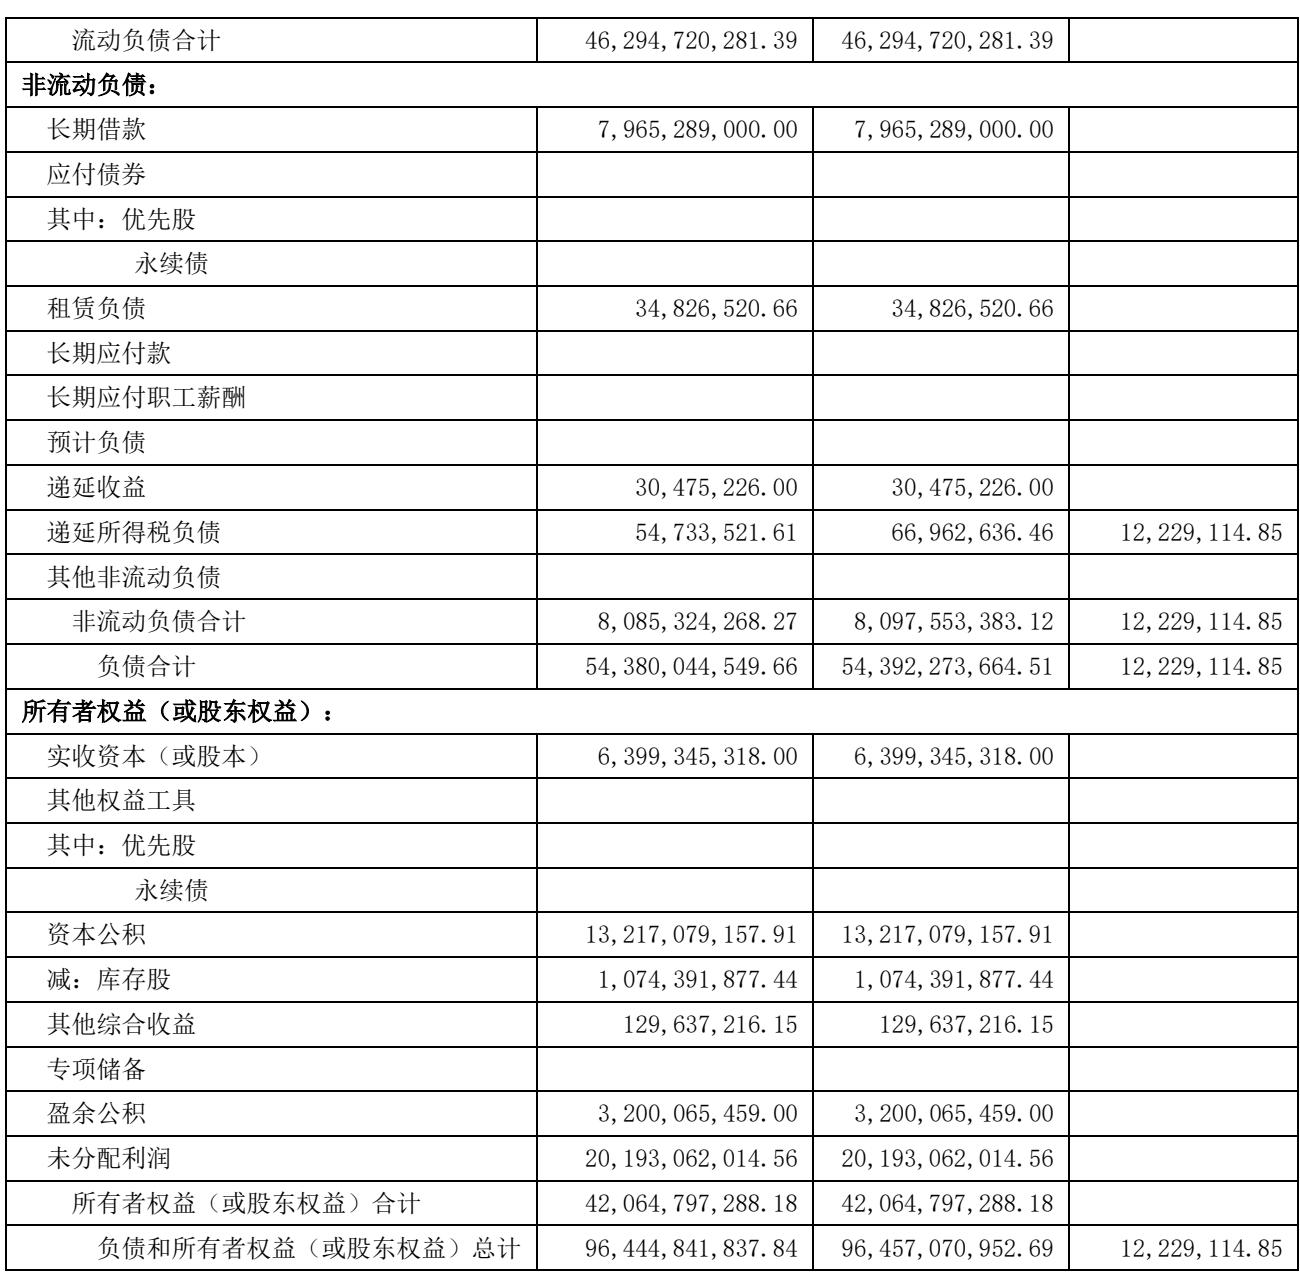 流动负债合计 46,294,720,281.39 46,294,720,281.39
非流动负债：
长期借款 7,965,289,000.00 7,965,289,000.00
应付债券
其中：优先股
永续债
租赁负债 34,826,520.66 34,826,520.66
长期应付款
长期应付职工薪酬
预计负债
递延收益 30,475,226.00 30,475,226.00
递延所得税负债 54,733,521.61 66,962,636.46 12,229,114.85
其他非流动负债
非流动负债合计 8,085,324,268.27 8,097,553,383.12 12,229,114.85
负债合计 54,380,044,549.66 54,392,273,664.51 12,229,114.85
所有者权益（或股东权益）：
实收资本（或股本） 6,399,345,318.00 6,399,345,318.00
其他权益工具
其中：优先股
永续债
资本公积 13,217,079,157.91 13,217,079,157.91
减：库存股 1,074,391,877.44 1,074,391,877.44
其他综合收益 129,637,216.15 129,637,216.15
专项储备
盈余公积 3,200,065,459.00 3,200,065,459.00
未分配利润 20,193,062,014.56 20,193,062,014.56
所有者权益（或股东权益）合计 42,064,797,288.18 42,064,797,288.18
负债和所有者权益（或股东权益）总计 96,444,841,837.84 96,457,070,952.69 12,229,114.85